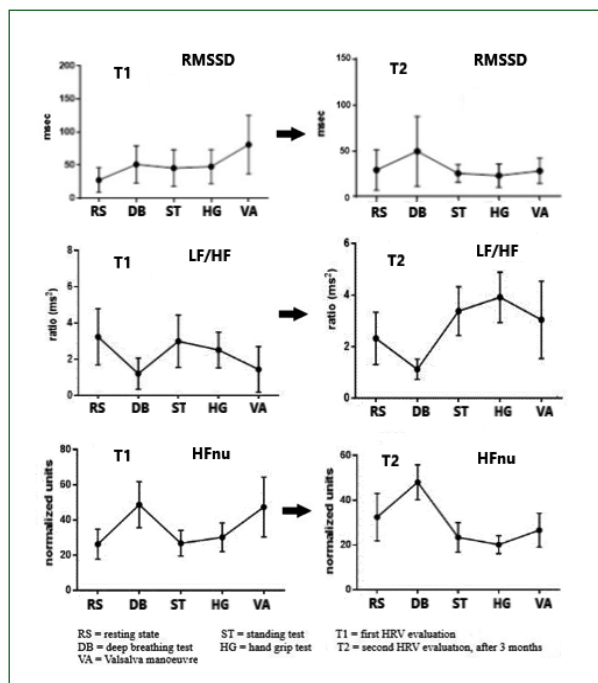 T1 RMSSD
msec
200
150
100
50
0
RS DB ST HG VA
T2 RMSSD
msec
150
100
50
0
RS DB ST HG VA
T1 LF/HF
ratio (ms²)
8
6
4
2
0
RS DB ST HG VA
T2 LF/HF
ratio (ms²)
6
4
2
0
RS DB ST HG VA
T1 HFnu
normalized units
80
60
40
20
0
RS DB ST HG VA
T2 HFnu
normalized units
60
40
20
0
RS DB ST HG VA
RS = resting state ST = standing test T1 = first HRV evaluation
DB = deep breathing test HG = hand grip test T2 = second HRV evaluation, after 3 months
VA = Valsalva manoeuvre